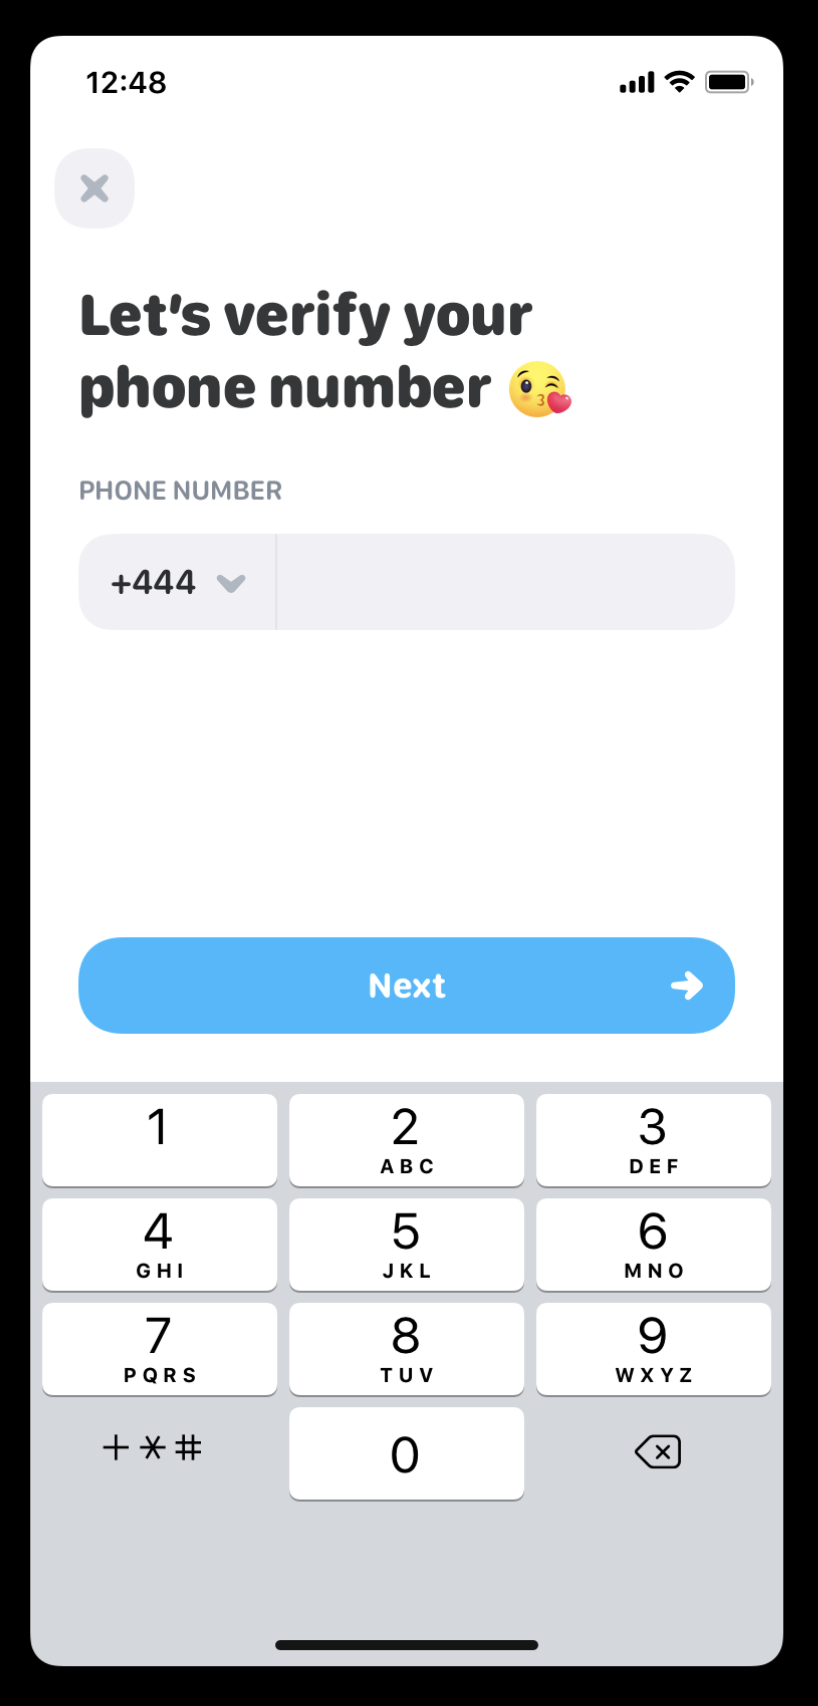 12:48
Let's verify your
phone number 😘
PHONE NUMBER
+444
Next
1
2
ABC
3
DEF
4
GHI
5
JKL
6
MNO
7
PQRS
8
TUV
9
WXYZ
+*#
0